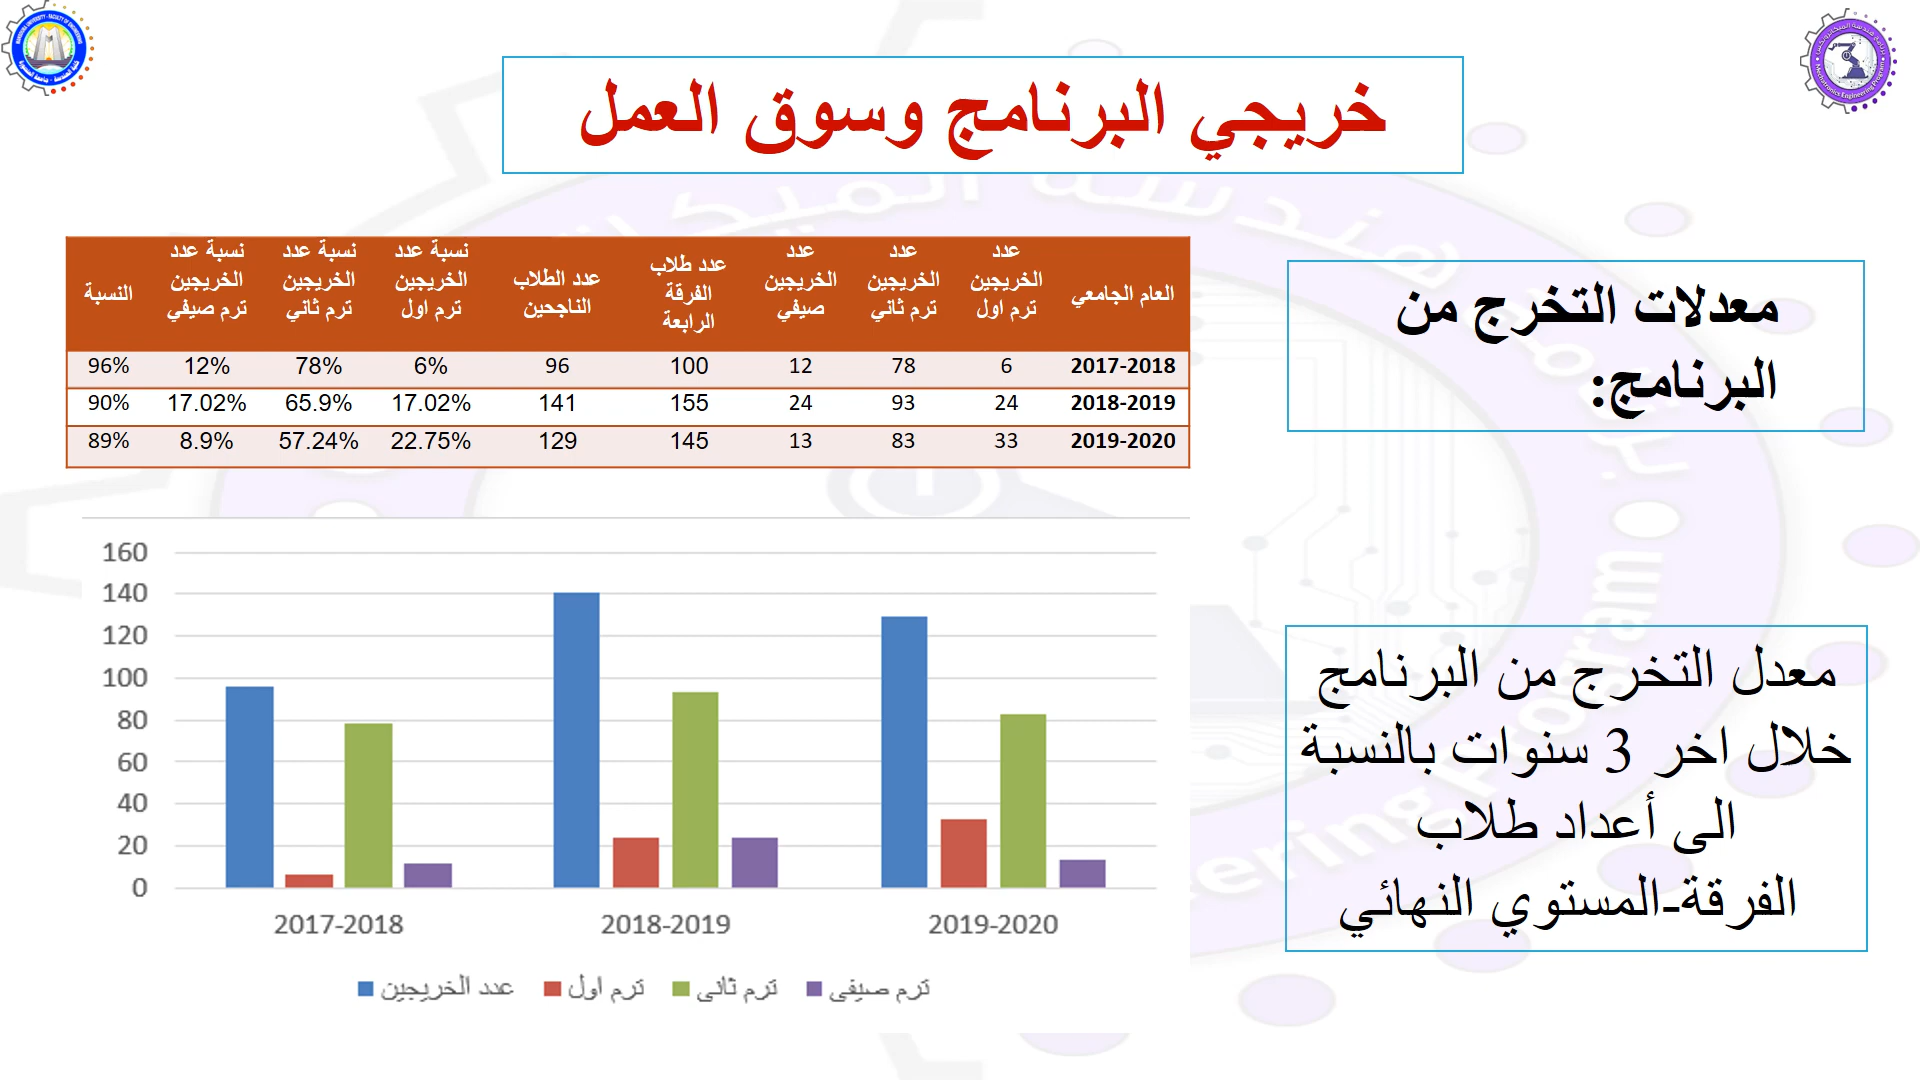 خريجي البرنامج وسوق العمل
معدلات التخرج من
البرنامج:
العام الجامعي
عدد
الخريجين
ترم اول
عدد
الخريجين
ترم ثاني
عدد
الخريجين
صيفي
عدد طلاب
الفرقة
الرابعة
عدد الطلاب
الناجحين
نسبة عدد
الخريجين
ترم اول
نسبة عدد
الخريجين
ترم ثاني
نسبة عدد
الخريجين
ترم صيفي
النسبة
2017-2018 6 78 12 100 96 6% 78% 12% 96%
2018-2019 24 93 24 155 141 17.02% 65.9% 17.02% 90%
2019-2020 33 83 13 145 129 22.75% 57.24% 8.9% 89%
معدل التخرج من البرنامج
خلال اخر 3 سنوات بالنسبة
الى أعداد طلاب
الفرقة-المستوي النهائي
160
140
120
100
80
60
40
20
0
2017-2018 2018-2019 2019-2020
عدد الخريجين ترم اول ترم ثانى ترم صيفى